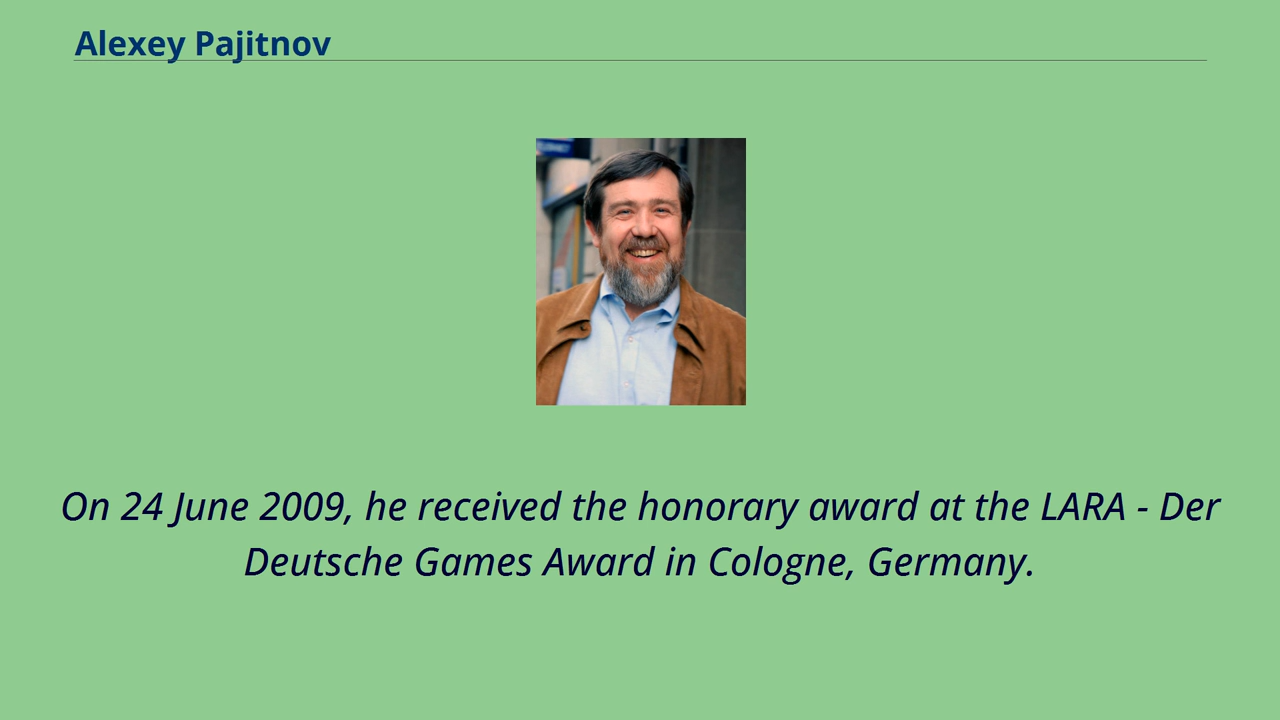 Alexey Pajitnov
On 24 June 2009, he received the honorary award at the LARA - Der
Deutsche Games Award in Cologne, Germany.